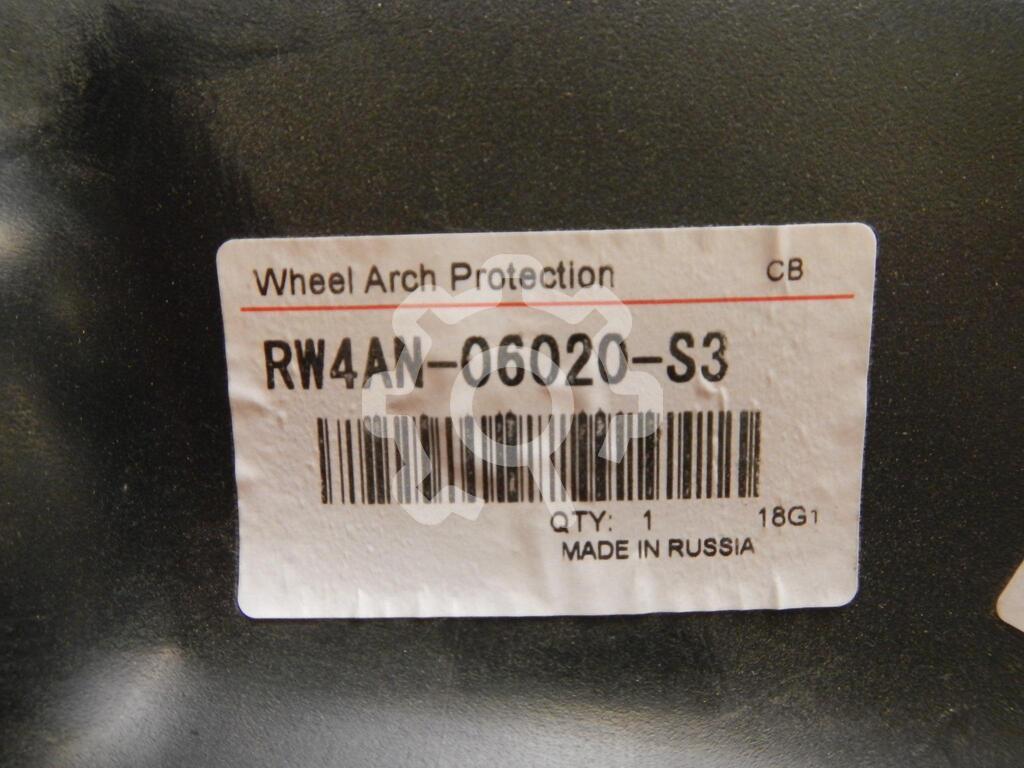 Wheel Arch Protection CB
RW4AN-06020-S3
QTY: 1 18G1
MADE IN RUSSIA